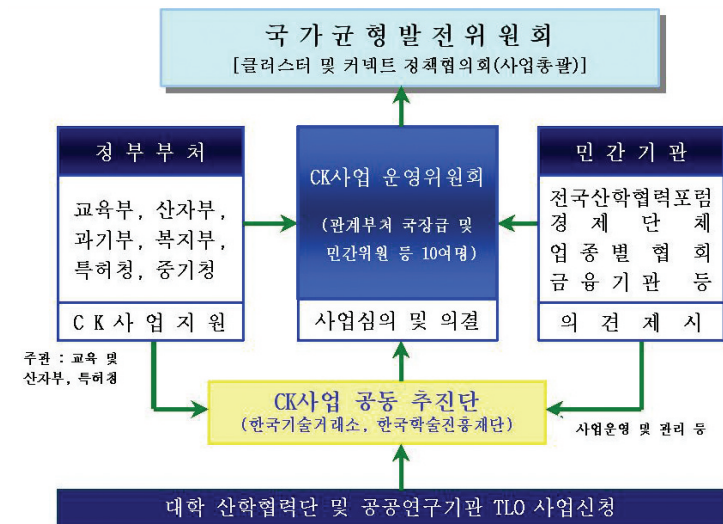 국가균형발전위원회
[클러스터 및 커넥트 정책협의회(사업총괄)]
정부부처
교육부, 산자부,
과기부, 복지부,
특허청, 중기청
CK사업지원
CK사업 운영위원회
(관계부처 국장급 및
민간위원 등 10여명)
사업심의 및 의결
민간기관
전국산학협력포럼
경제단체
업종별협회
금융기관 등
의견제시
주관 : 교육 및
산자부, 특허청
CK사업 공동 추진단
(한국기술거래소, 한국학술진흥재단)
사업운영 및 관리 등
대학 산학협력단 및 공공연구기관 TLO 사업신청